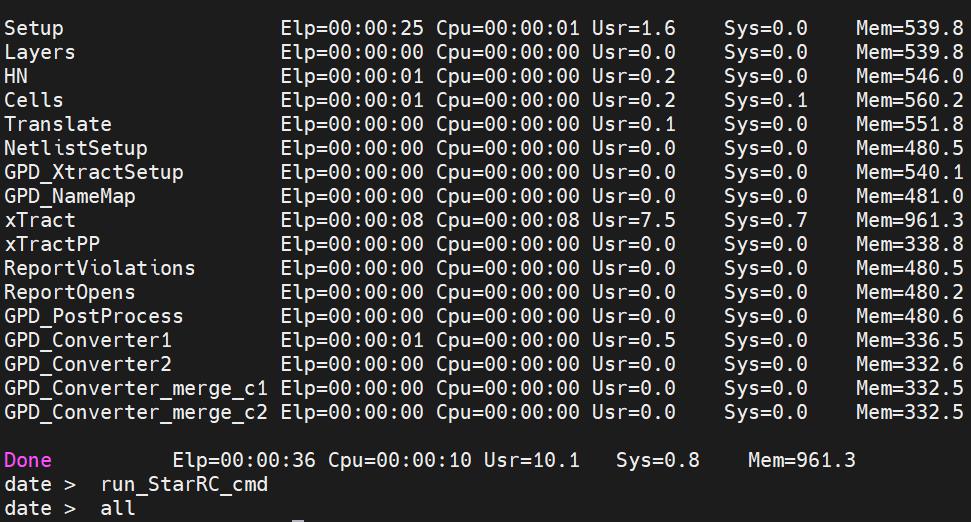 Setup Elp=00:00:25 Cpu=00:00:01 Usr=1.6 Sys=0.0 Mem=539.8
Layers Elp=00:00:00 Cpu=00:00:00 Usr=0.0 Sys=0.0 Mem=539.8
HN Elp=00:00:01 Cpu=00:00:00 Usr=0.2 Sys=0.0 Mem=546.0
Cells Elp=00:00:01 Cpu=00:00:00 Usr=0.2 Sys=0.1 Mem=560.2
Translate Elp=00:00:00 Cpu=00:00:00 Usr=0.1 Sys=0.0 Mem=551.8
NetlistSetup Elp=00:00:00 Cpu=00:00:00 Usr=0.0 Sys=0.0 Mem=480.5
GPD_XtractSetup Elp=00:00:00 Cpu=00:00:00 Usr=0.0 Sys=0.0 Mem=540.1
GPD_NameMap Elp=00:00:00 Cpu=00:00:00 Usr=0.0 Sys=0.0 Mem=481.0
xTract Elp=00:00:08 Cpu=00:00:08 Usr=7.5 Sys=0.7 Mem=961.3
xTractPP Elp=00:00:00 Cpu=00:00:00 Usr=0.0 Sys=0.0 Mem=338.8
ReportViolations Elp=00:00:00 Cpu=00:00:00 Usr=0.0 Sys=0.0 Mem=480.5
ReportOpens Elp=00:00:00 Cpu=00:00:00 Usr=0.0 Sys=0.0 Mem=480.2
GPD_PostProcess Elp=00:00:00 Cpu=00:00:00 Usr=0.0 Sys=0.0 Mem=480.6
GPD_Converter1 Elp=00:00:01 Cpu=00:00:00 Usr=0.5 Sys=0.0 Mem=336.5
GPD_Converter2 Elp=00:00:00 Cpu=00:00:00 Usr=0.0 Sys=0.0 Mem=332.6
GPD_Converter_merge_c1 Elp=00:00:00 Cpu=00:00:00 Usr=0.0 Sys=0.0 Mem=332.5
GPD_Converter_merge_c2 Elp=00:00:00 Cpu=00:00:00 Usr=0.0 Sys=0.0 Mem=332.5
Done Elp=00:00:36 Cpu=00:00:10 Usr=10.1 Sys=0.8 Mem=961.3
date > run_StarRC_cmd
date > all